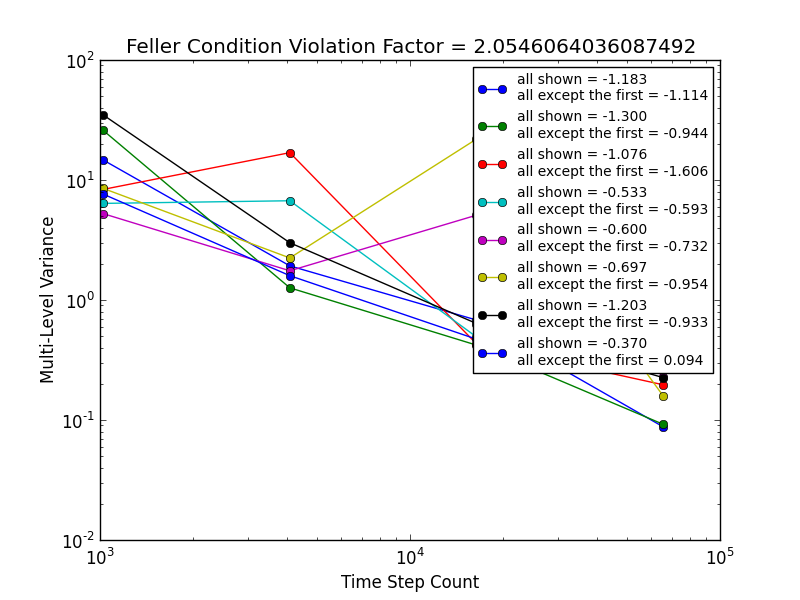 Feller Condition Violation Factor = 2.0546064036087492
10^2
10^1
10^0
10^-1
10^-2
Multi-Level Variance
all shown = -1.183
all except the first = -1.114
all shown = -1.300
all except the first = -0.944
all shown = -1.076
all except the first = -1.606
all shown = -0.533
all except the first = -0.593
all shown = -0.600
all except the first = -0.732
all shown = -0.697
all except the first = -0.954
all shown = -1.203
all except the first = -0.933
all shown = -0.370
all except the first = 0.094
10^3 10^4 10^5
Time Step Count